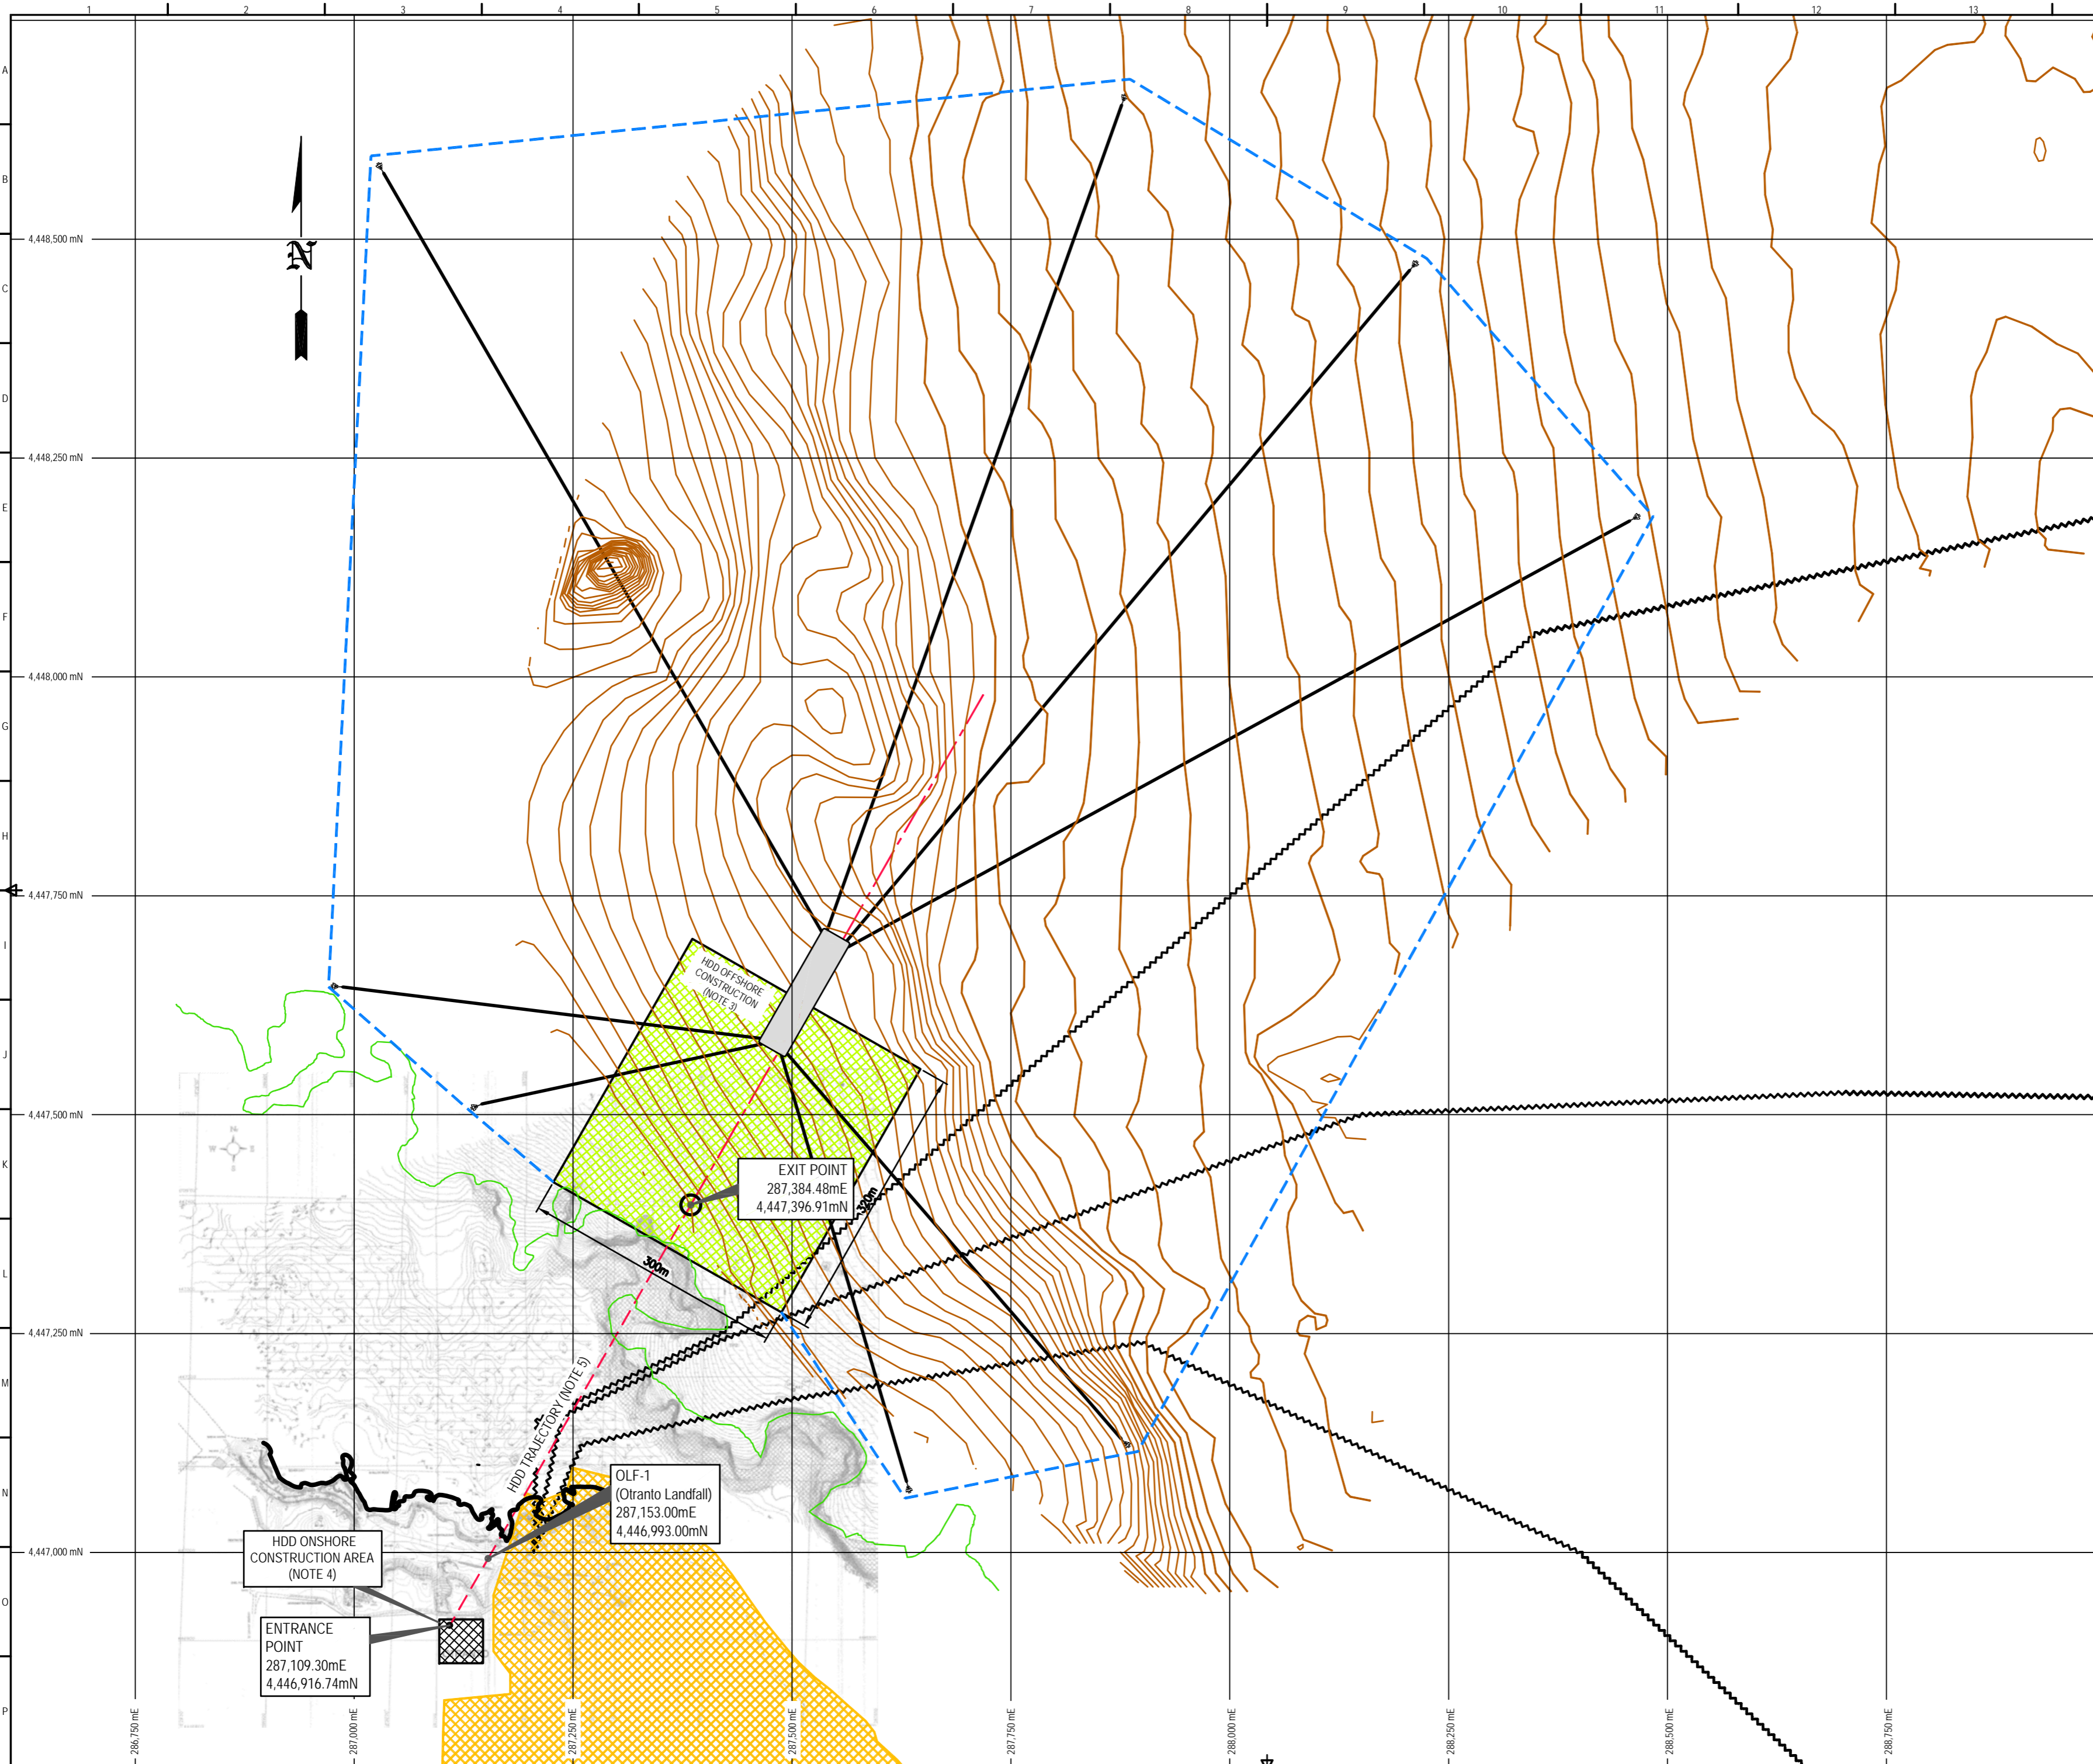 1 2 3 4 5 6 7 8 9 10 11 12 13
A
B
4,448,500 mN
N
C
D
4,448,250 mN
E
F
4,448,000 mN
G
H
4,447,750 mN
I
HDD OFFSHORE
CONSTRUCTION
(NOTE 3)
J
4,447,500 mN
K
EXIT POINT
287,384.48mE
4,447,396.91mN
320m
L
300m
4,447,250 mN
M
HDD TRAJECTORY (NOTE 5)
N
OLF-1
(Otranto Landfall)
287,153.00mE
4,446,993.00mN
HDD ONSHORE
CONSTRUCTION AREA
(NOTE 4)
4,447,000 mN
O
ENTRANCE
POINT
287,109.30mE
4,446,916.74mN
P
286,750 mE
287,000 mE
287,250 mE
287,500 mE
287,750 mE
288,000 mE
288,250 mE
288,500 mE
288,750 mE